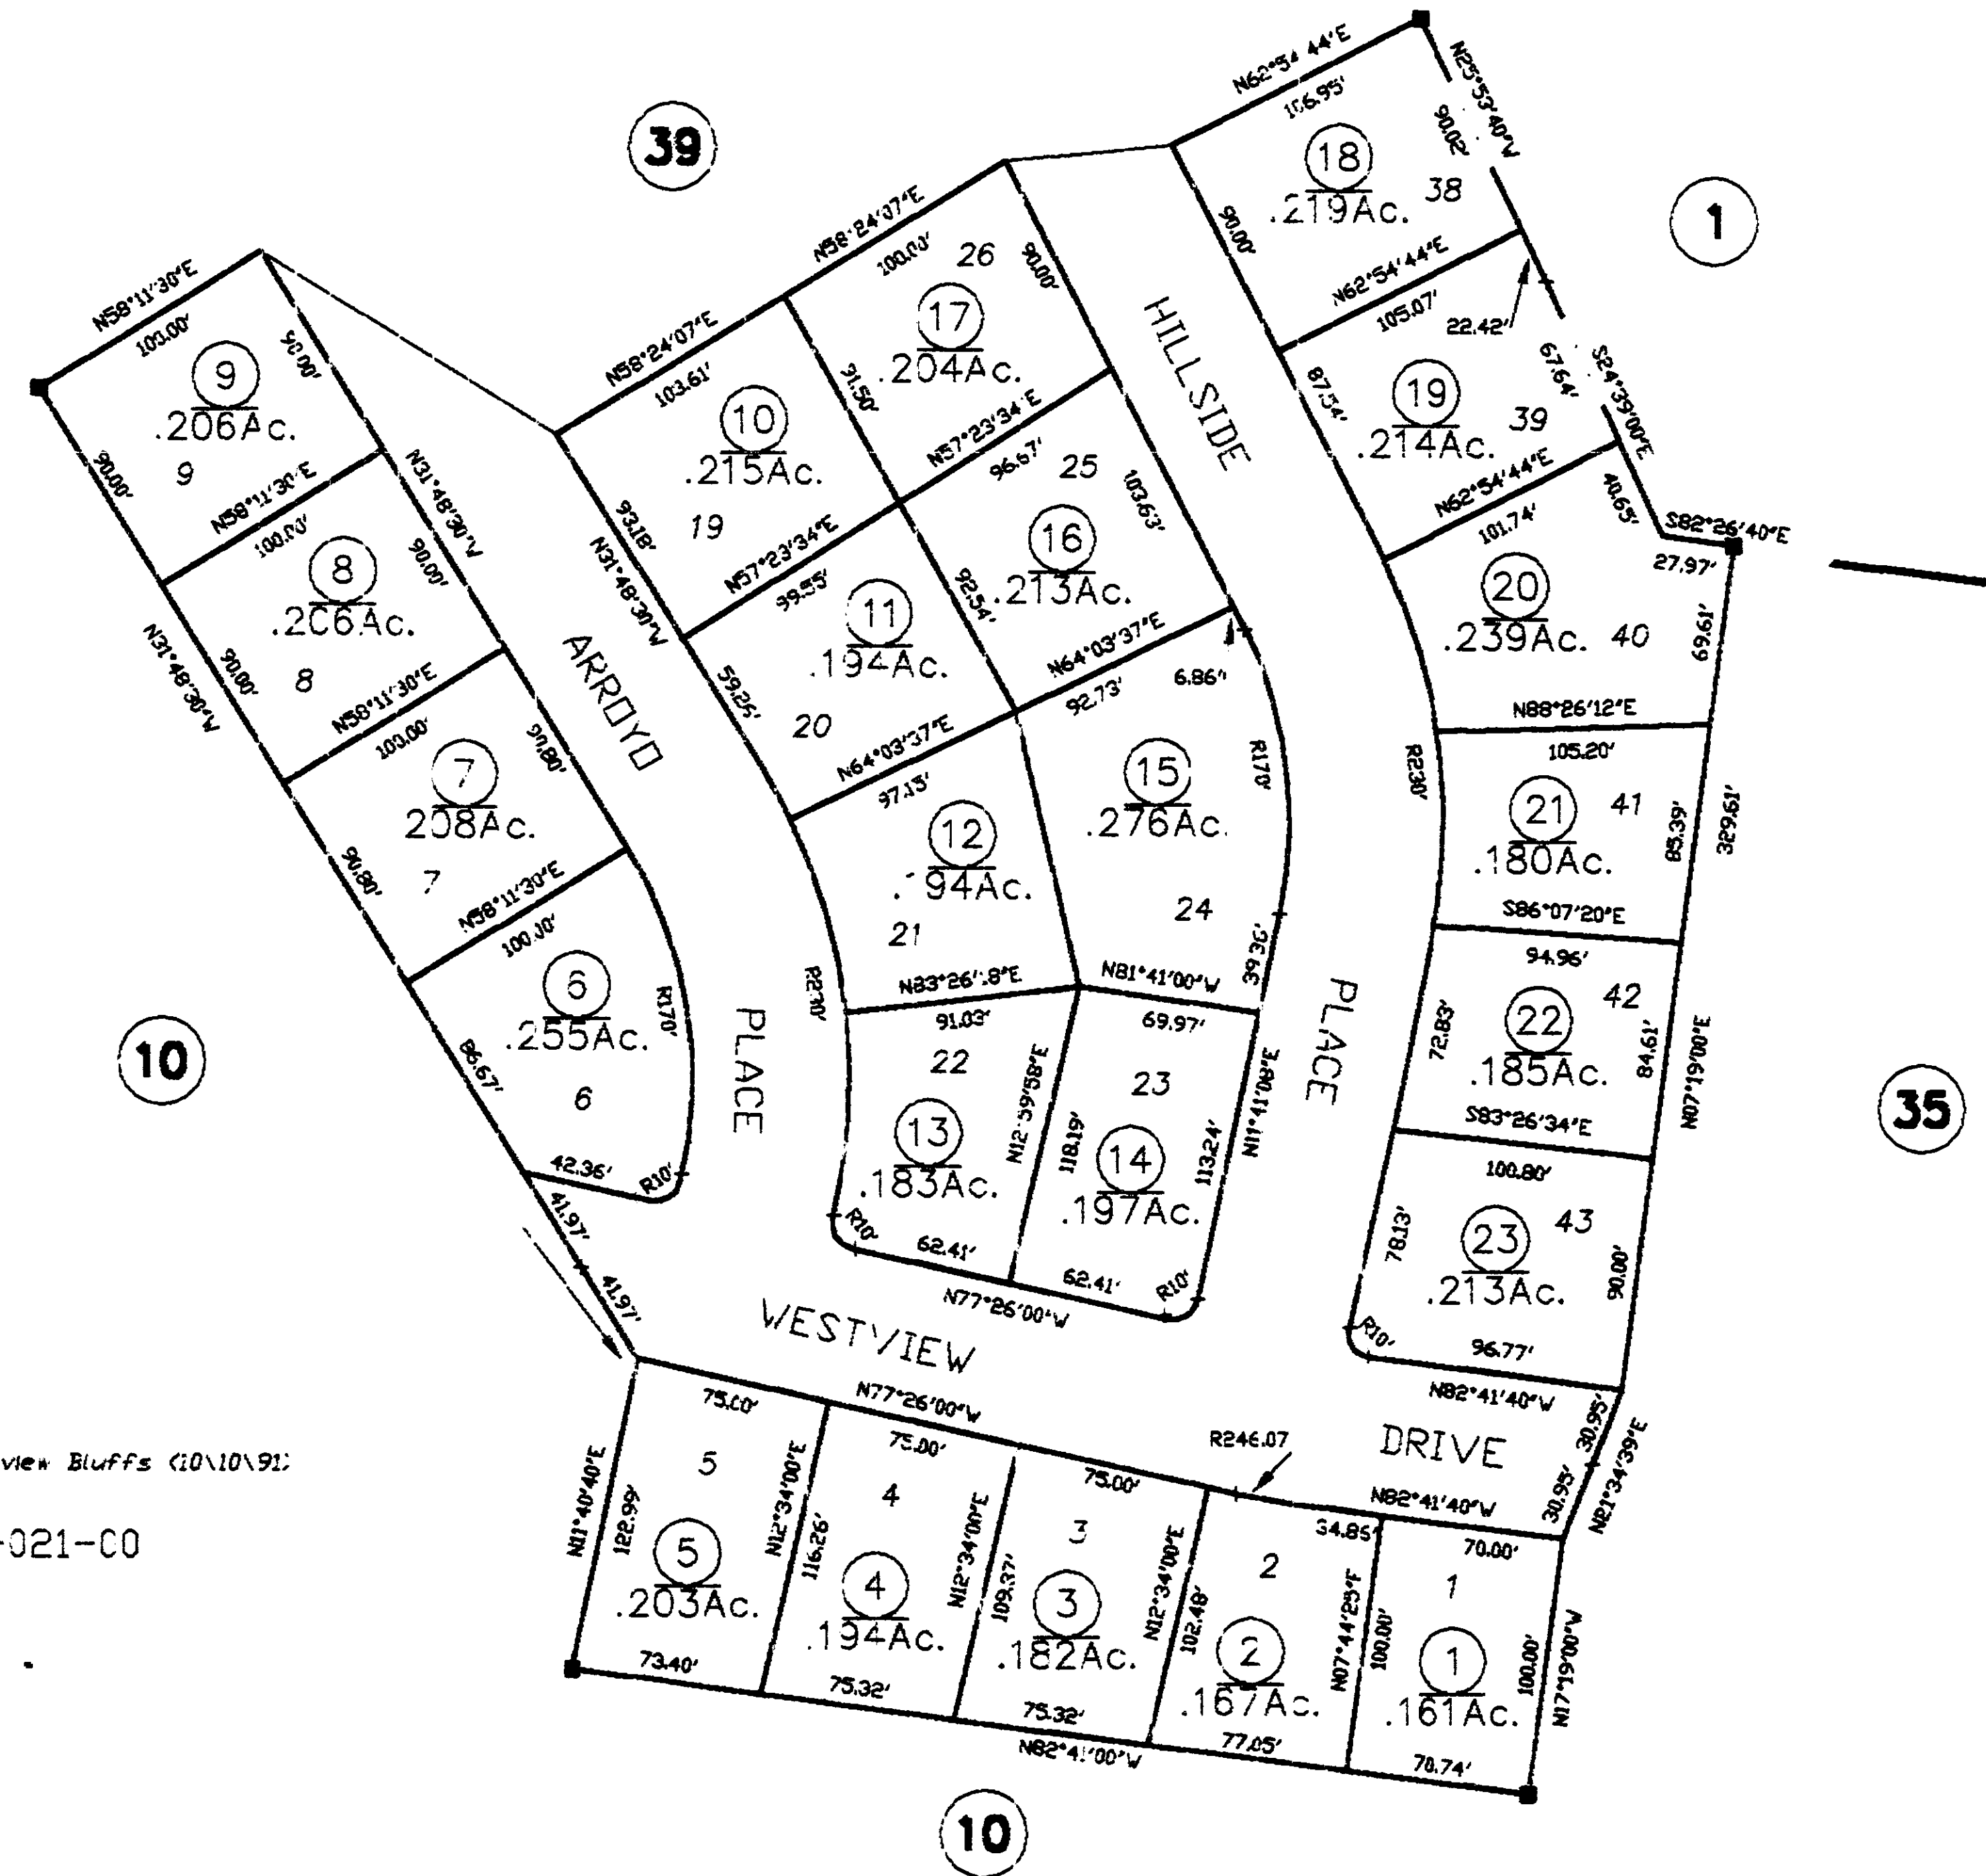 39
1
10
35
10
N62°54'44"E
106.95'
N25°53'40"W
90.02'
18
.219Ac.
38
90.00'
N62°54'44"E
105.07'
22.42'
67.64'
S24°39'00"E
19
.214Ac.
39
87.54'
N62°54'44"E
101.74'
40.65'
S82°26'40"E
27.97'
20
.239Ac.
40
69.61'
N88°26'12"E
105.20'
R230'
21
.180Ac.
41
85.39'
329.61'
S86°07'20"E
94.96'
22
.185Ac.
42
72.83'
84.61'
N07°19'00"E
S83°26'34"E
100.80'
23
.213Ac.
43
78.13'
90.00'
R10'
96.77'
N82°41'40"W
30.95'
30.95'
N21°34'39"E
HILLSIDE
PLACE
N58°24'07"E
100.00'
26
90.00'
17
.204Ac.
N58°24'07"E
103.61'
91.50'
10
.215Ac.
19
93.18'
N31°48'30"W
N57°23'34"E
96.67'
25
103.63'
16
.213Ac.
92.54'
N57°23'34"E
99.55'
11
.194Ac.
20
59.26'
N64°03'37"E
92.73'
6.86'
R170'
15
.276Ac.
24
39.36'
N64°03'37"E
97.15'
12
21
R230'
N81°41'00"W
69.97'
91.03'
22
13
.183Ac.
N12°59'58"E
118.19'
23
14
.197Ac.
113.24'
N11°41'08"E
R10'
62.41'
62.41'
R10'
N77°26'00"W
ARROYO
PLACE
N58°11'30"E
100.00'
90.00'
9
.206Ac.
9
90.00'
N58°11'30"E
100.00'
N31°48'30"W
90.00'
8
.206Ac.
8
90.00'
N31°48'30"W
N58°11'30"E
100.00'
90.80'
7
208Ac.
7
90.80'
N58°11'30"E
100.00'
6
.255Ac.
6
R170'
86.67'
42.36'
R10'
41.97'
41.97'
WESTVIEW
DRIVE
N77°26'00"W
R246.07
N82°41'40"W
75.00'
5
5
.203Ac.
N11°40'40"E
122.99'
73.40'
N12°34'00"E
116.26'
75.00'
4
4
.194Ac.
75.32'
N12°34'00"E
109.37'
75.00'
3
3
.182Ac.
75.32'
N12°34'00"E
102.48'
34.86'
2
2
.167Ac.
77.05'
100.00'
70.00'
1
1
.161Ac.
100.00'
N17°19'00"W
70.74'
N82°41'00"W
view Bluffs (10\10\91)
-021-C0